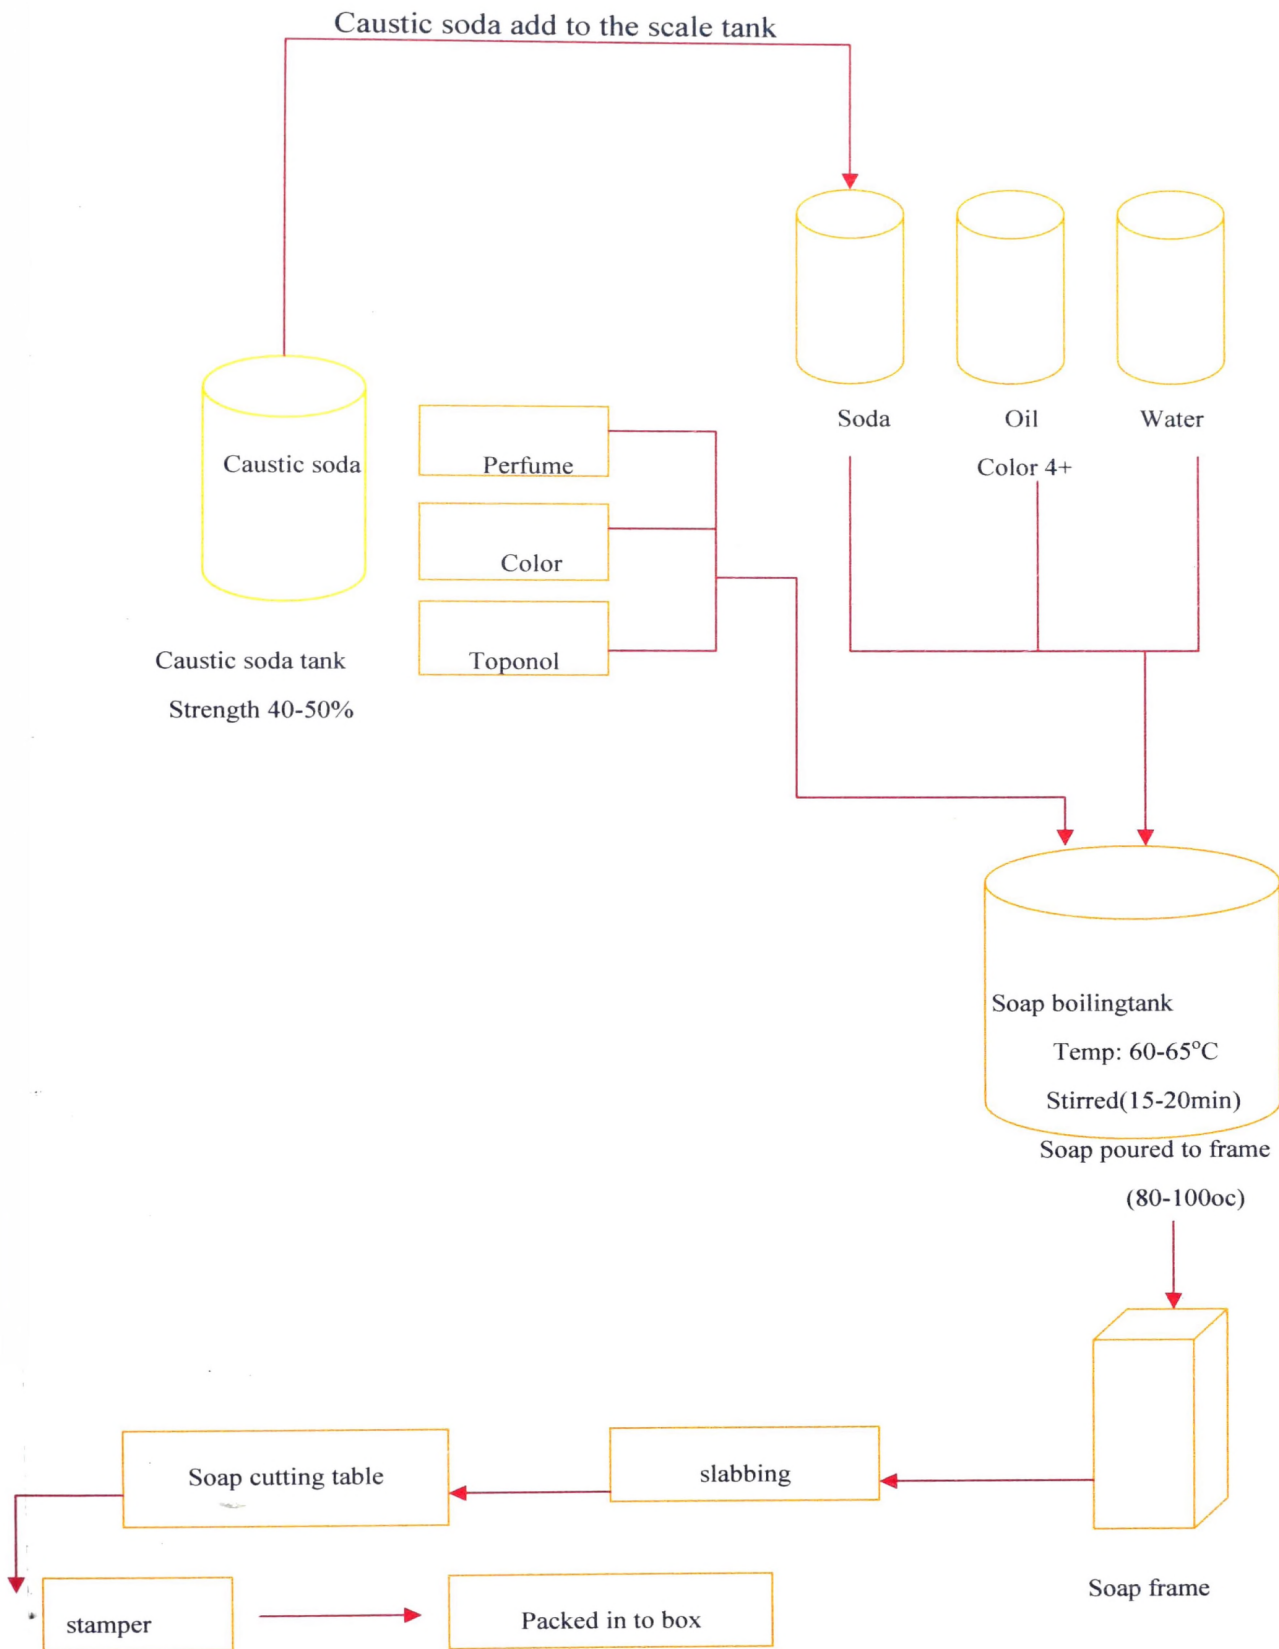 Caustic soda add to the scale tank
Soda
Oil
Water
Color 4+
Caustic soda
Perfume
Color
Toponol
Caustic soda tank
Strength 40-50%
Soap boilingtank
Temp: 60-65°C
Stirred(15-20min)
Soap poured to frame
(80-100oc)
Soap cutting table
slabbing
Soap frame
stamper
Packed in to box